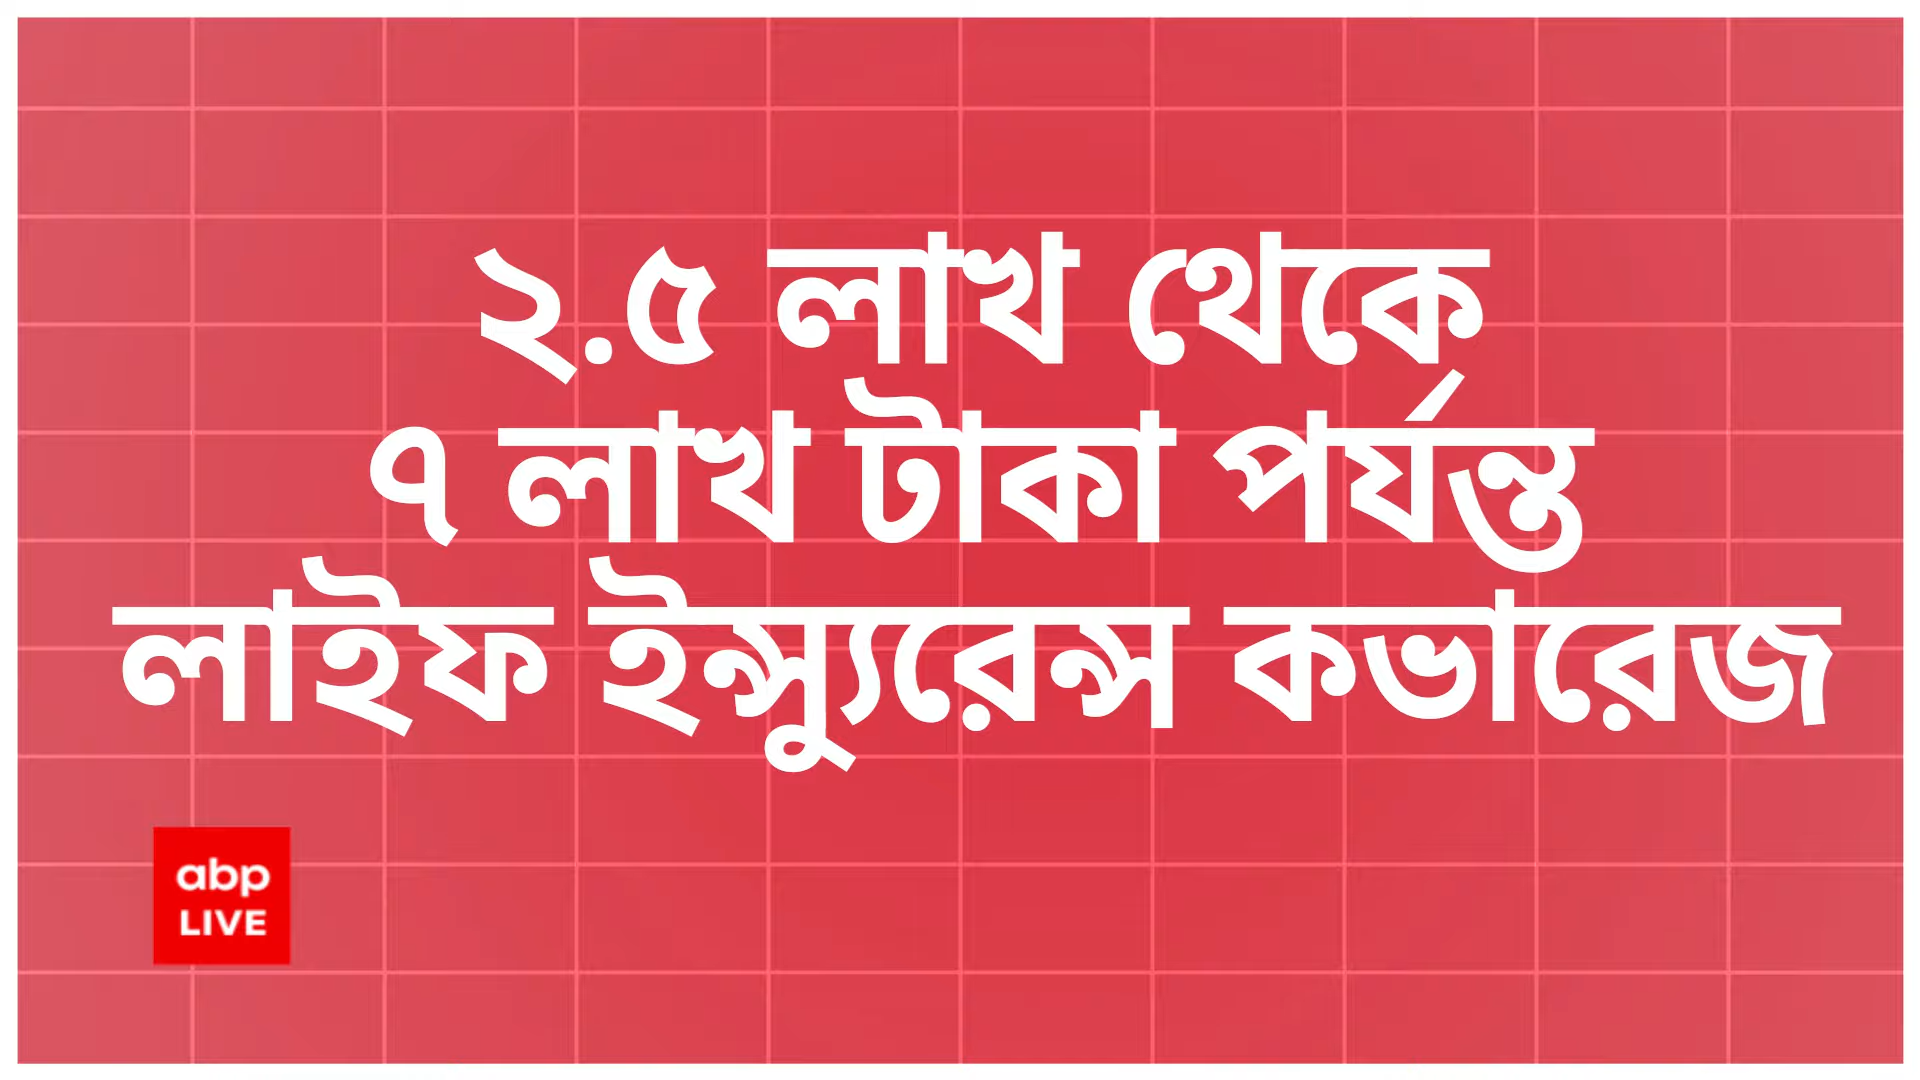 ২.৫ লাখ থেকে
৭ লাখ টাকা পর্যন্ত
লাইফ ইন্স্যুরেন্স কভারেজ
abp
LIVE